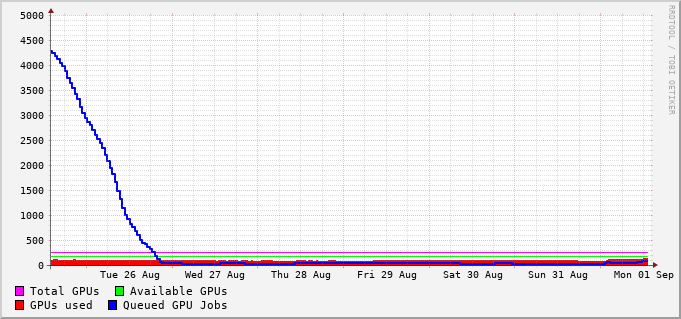 5000
4500
4000
3500
3000
2500
2000
1500
1000
500
0
Tue 26 Aug Wed 27 Aug Thu 28 Aug Fri 29 Aug Sat 30 Aug Sun 31 Aug Mon 01 Sep
Total GPUs Available GPUs
GPUs used Queued GPU Jobs
RRDTOOL / TOBI OETIKER